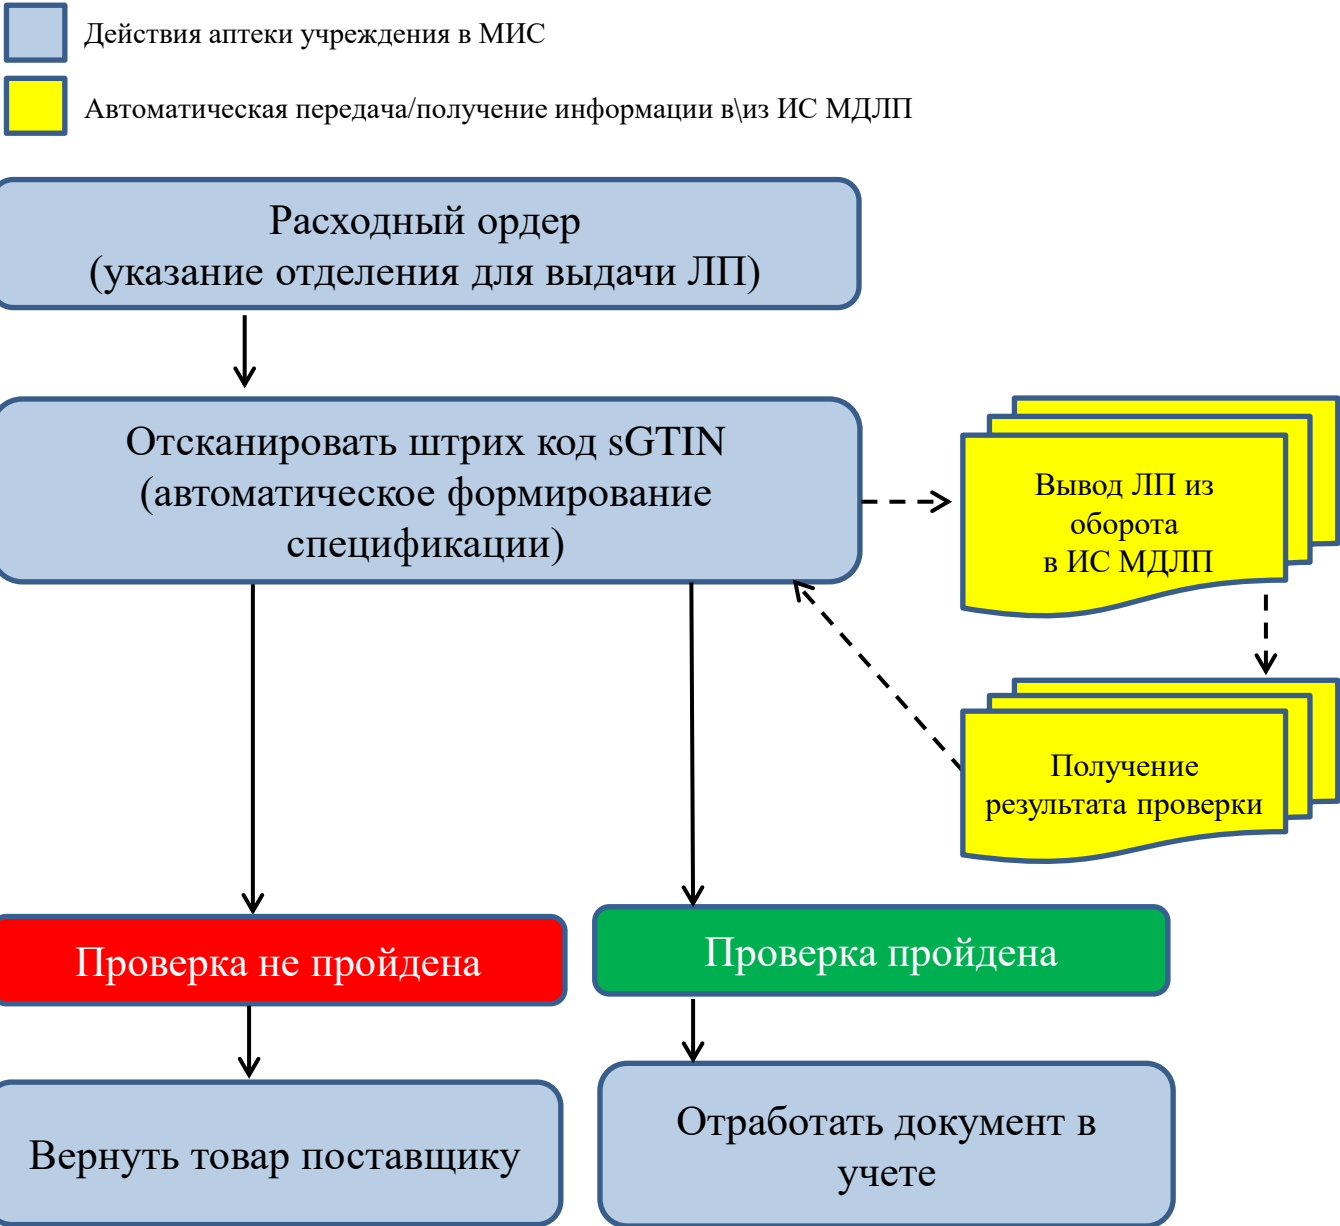 Действия аптеки учреждения в МИС
Автоматическая передача/получение информации в\из ИС МДЛП
Расходный ордер
(указание отделения для выдачи ЛП)
Отсканировать штрих код sGTIN
(автоматическое формирование
спецификации)
Вывод ЛП из
оборота
в ИС МДЛП
Получение
результата проверки
Проверка не пройдена
Проверка пройдена
Вернуть товар поставщику
Отработать документ в
учете